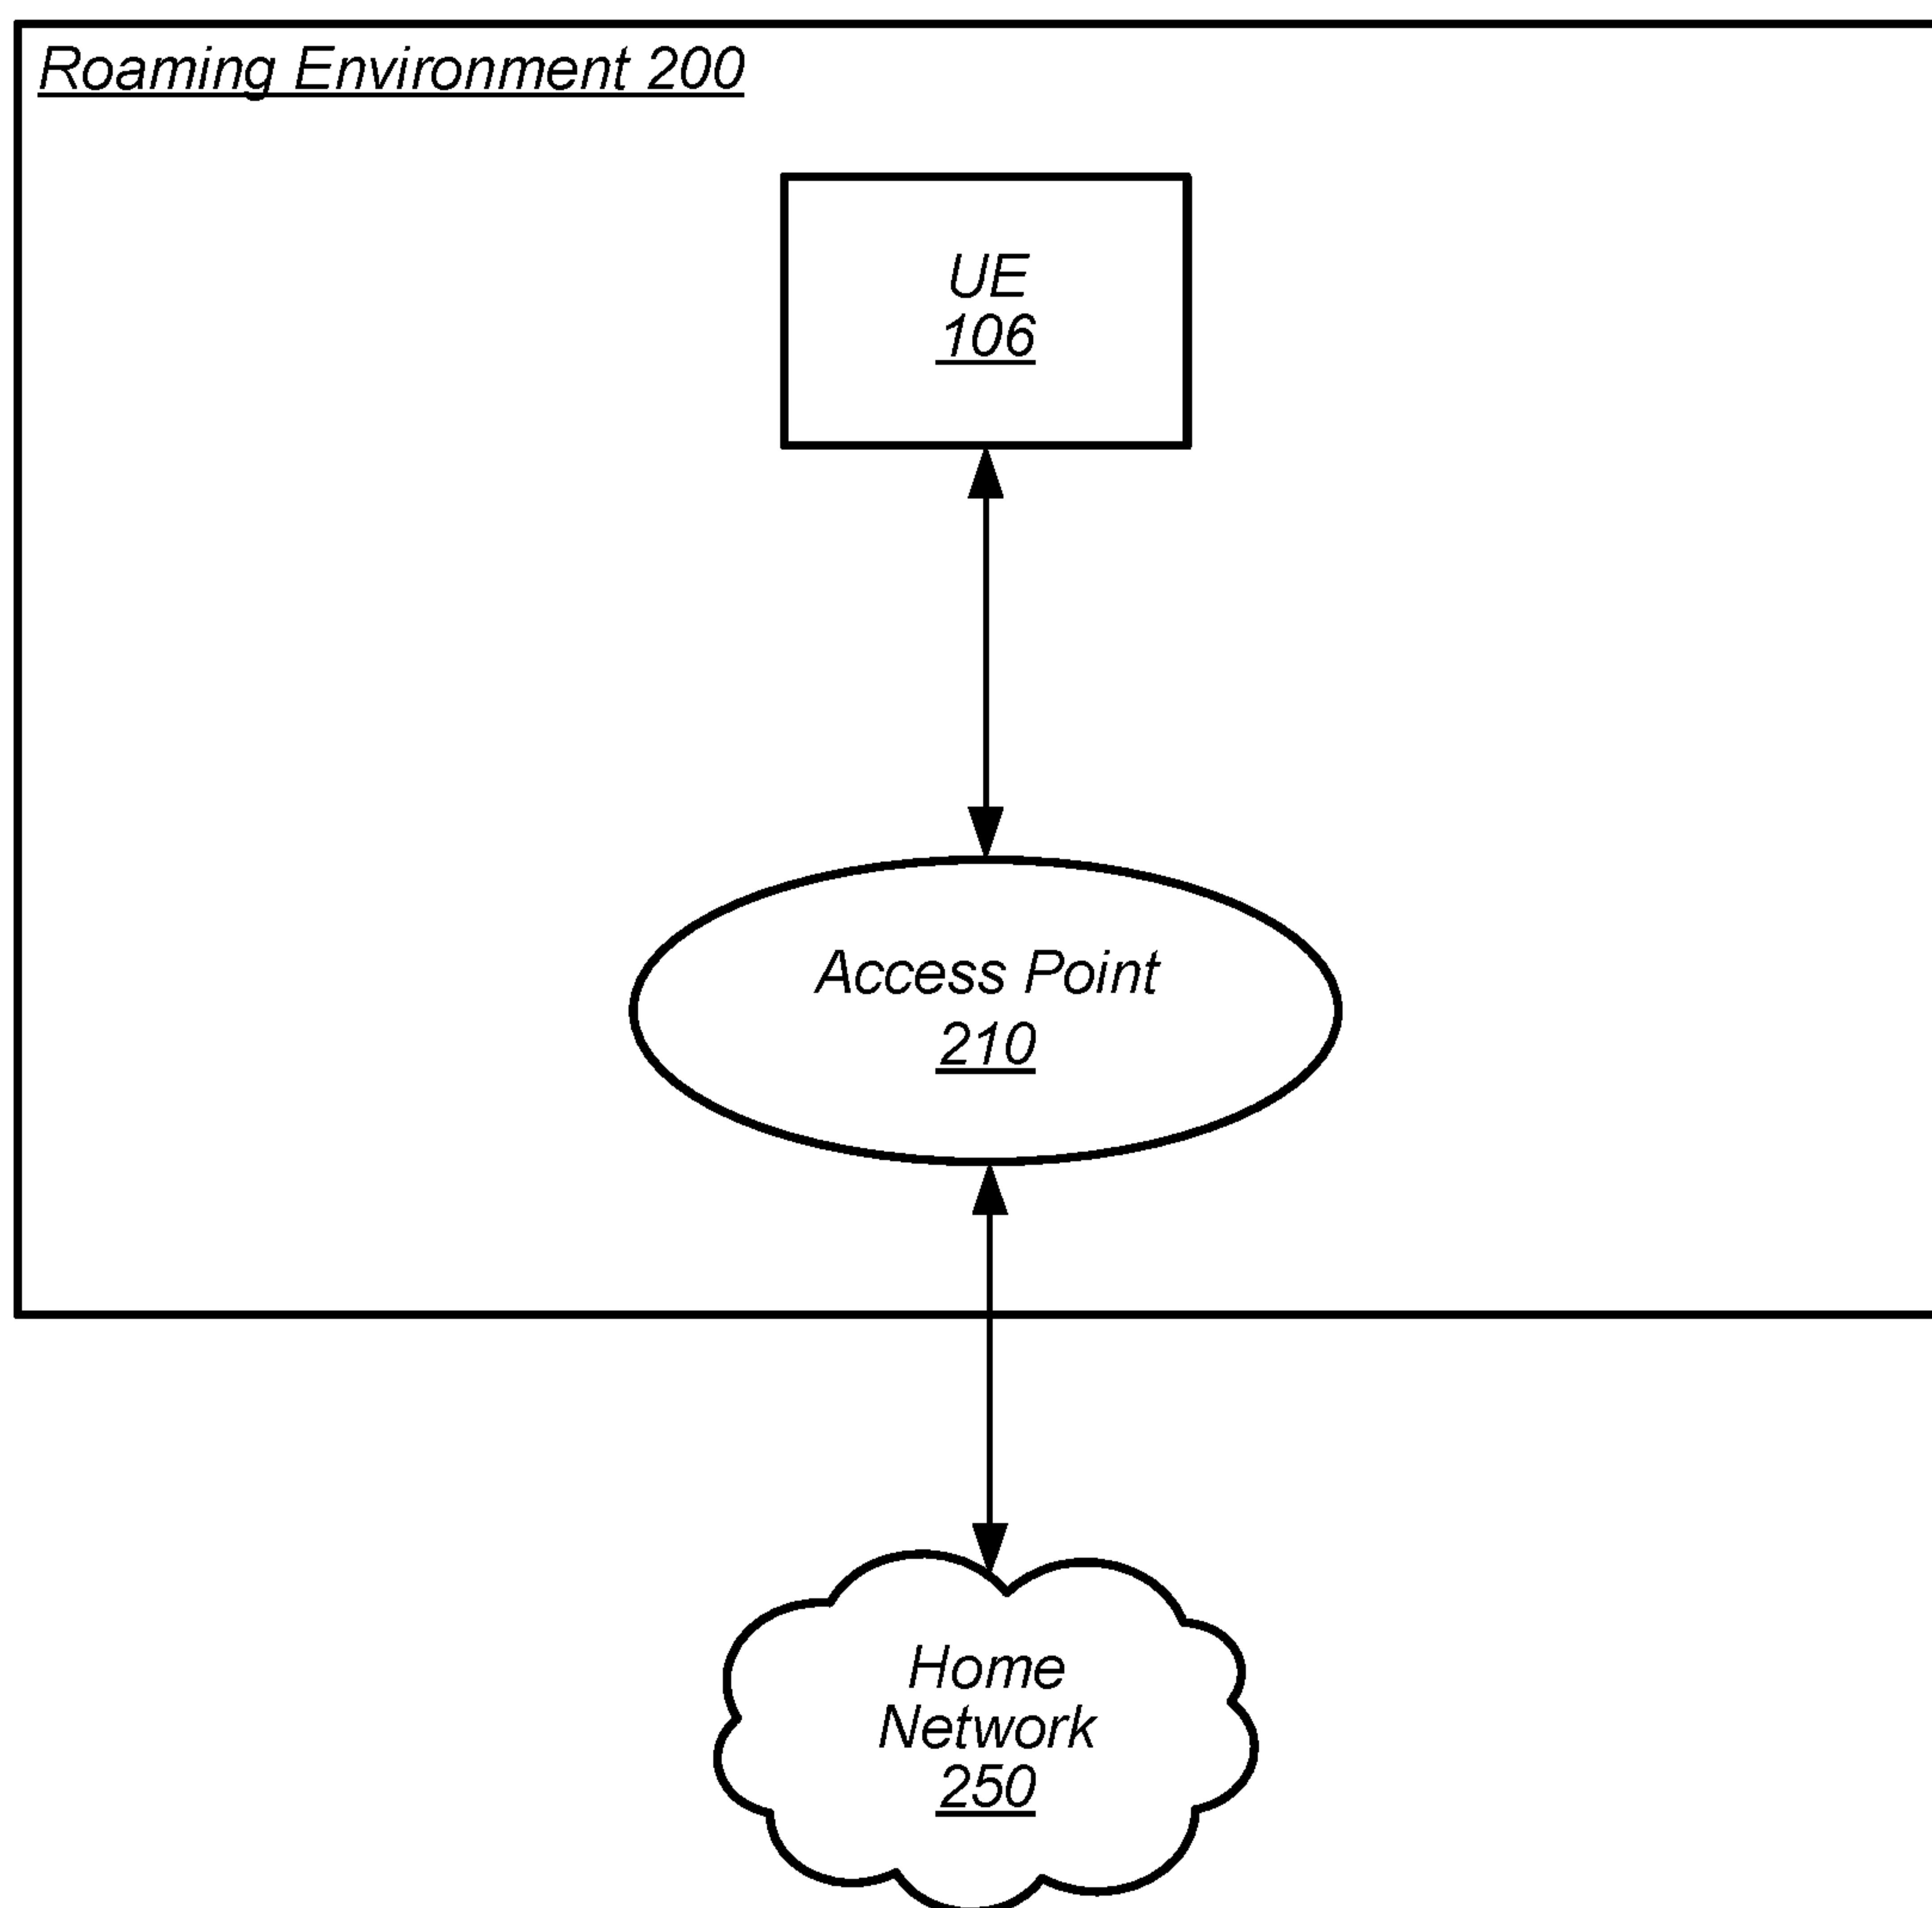 Roaming Environment 200
UE
106
Access Point
210
Home
Network
250